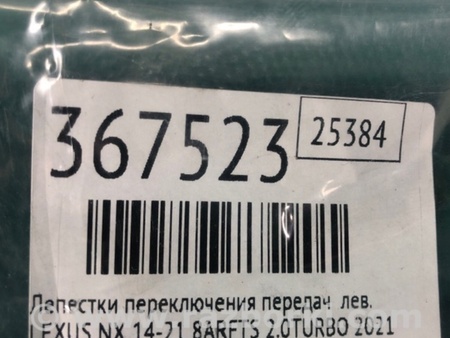 367523
25384
Лепестки переключения передач лев.
LEXUS NX 14-21 8ARFTS 2.0TURBO 2021